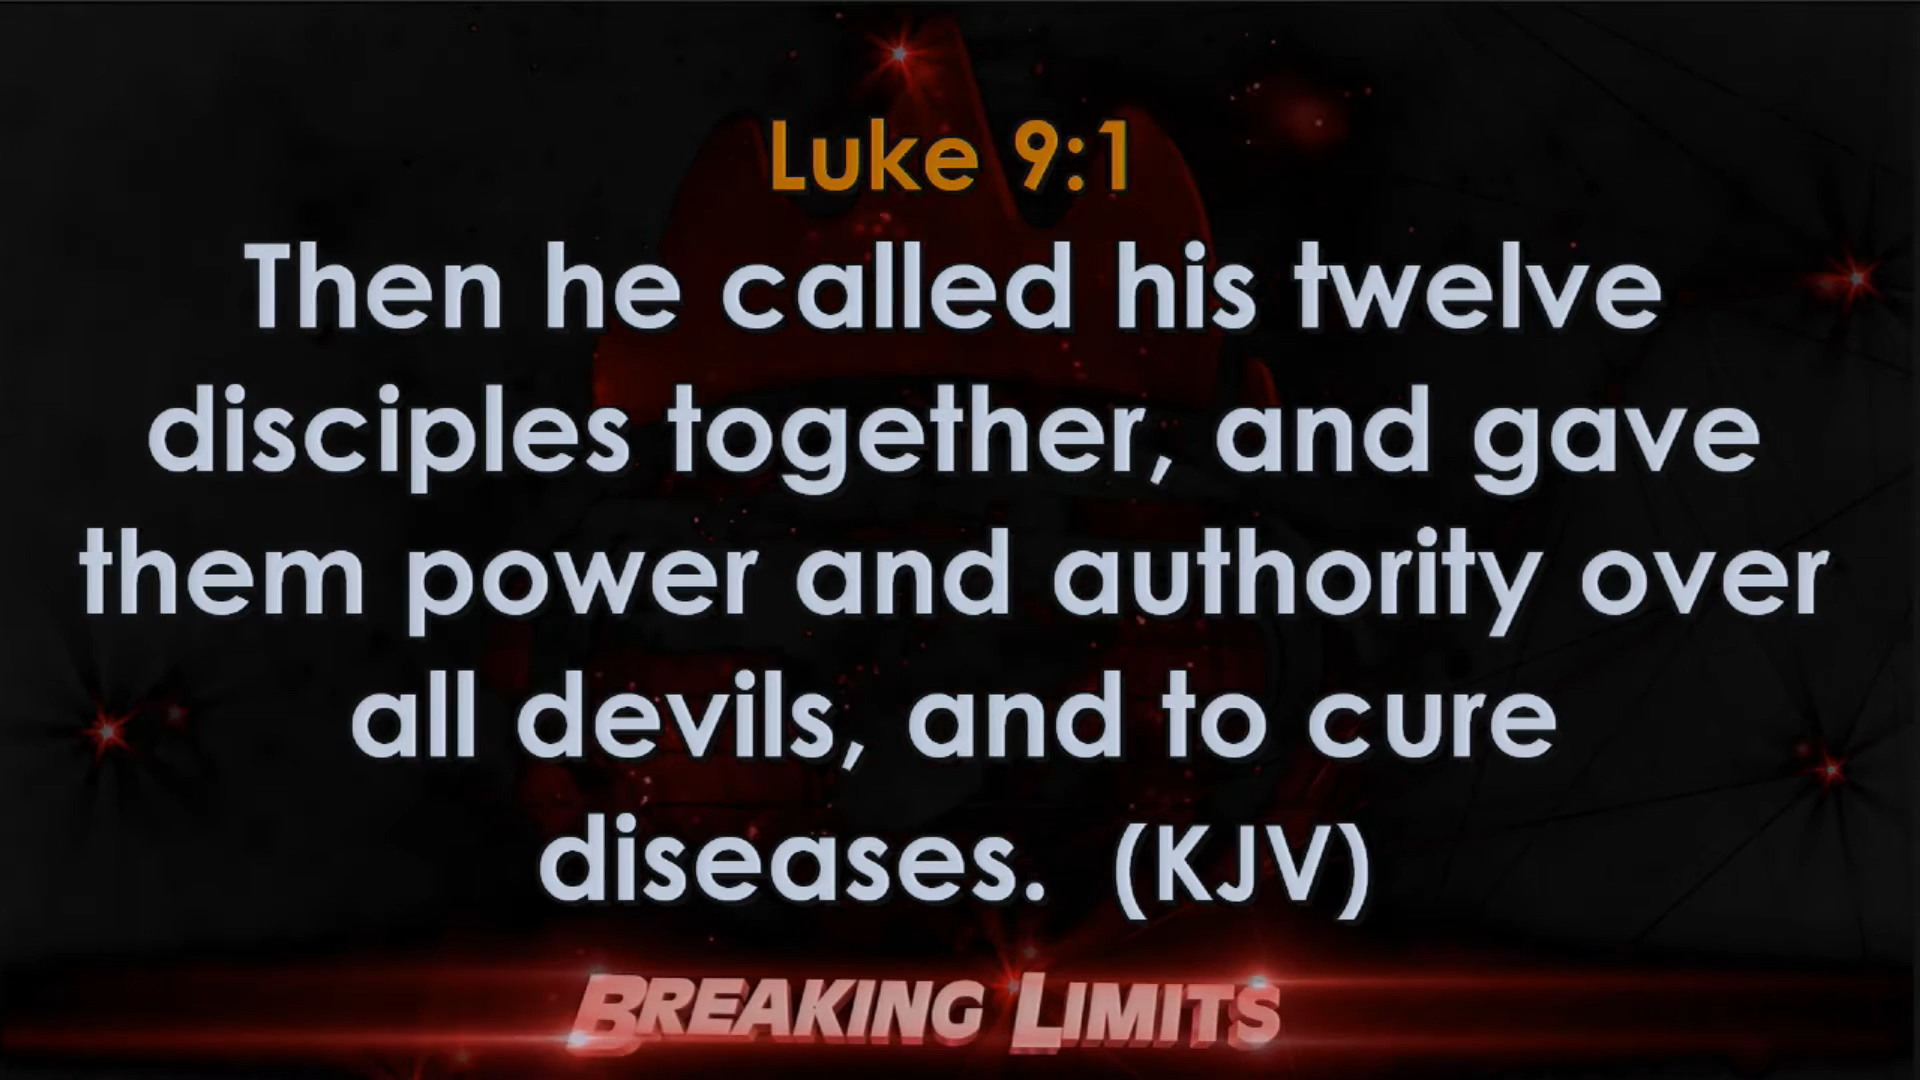 Luke 9:1
Then he called his twelve
disciples together, and gave
them power and authority over
all devils, and to cure
diseases.  (KJV)
BREAKING LIMITS